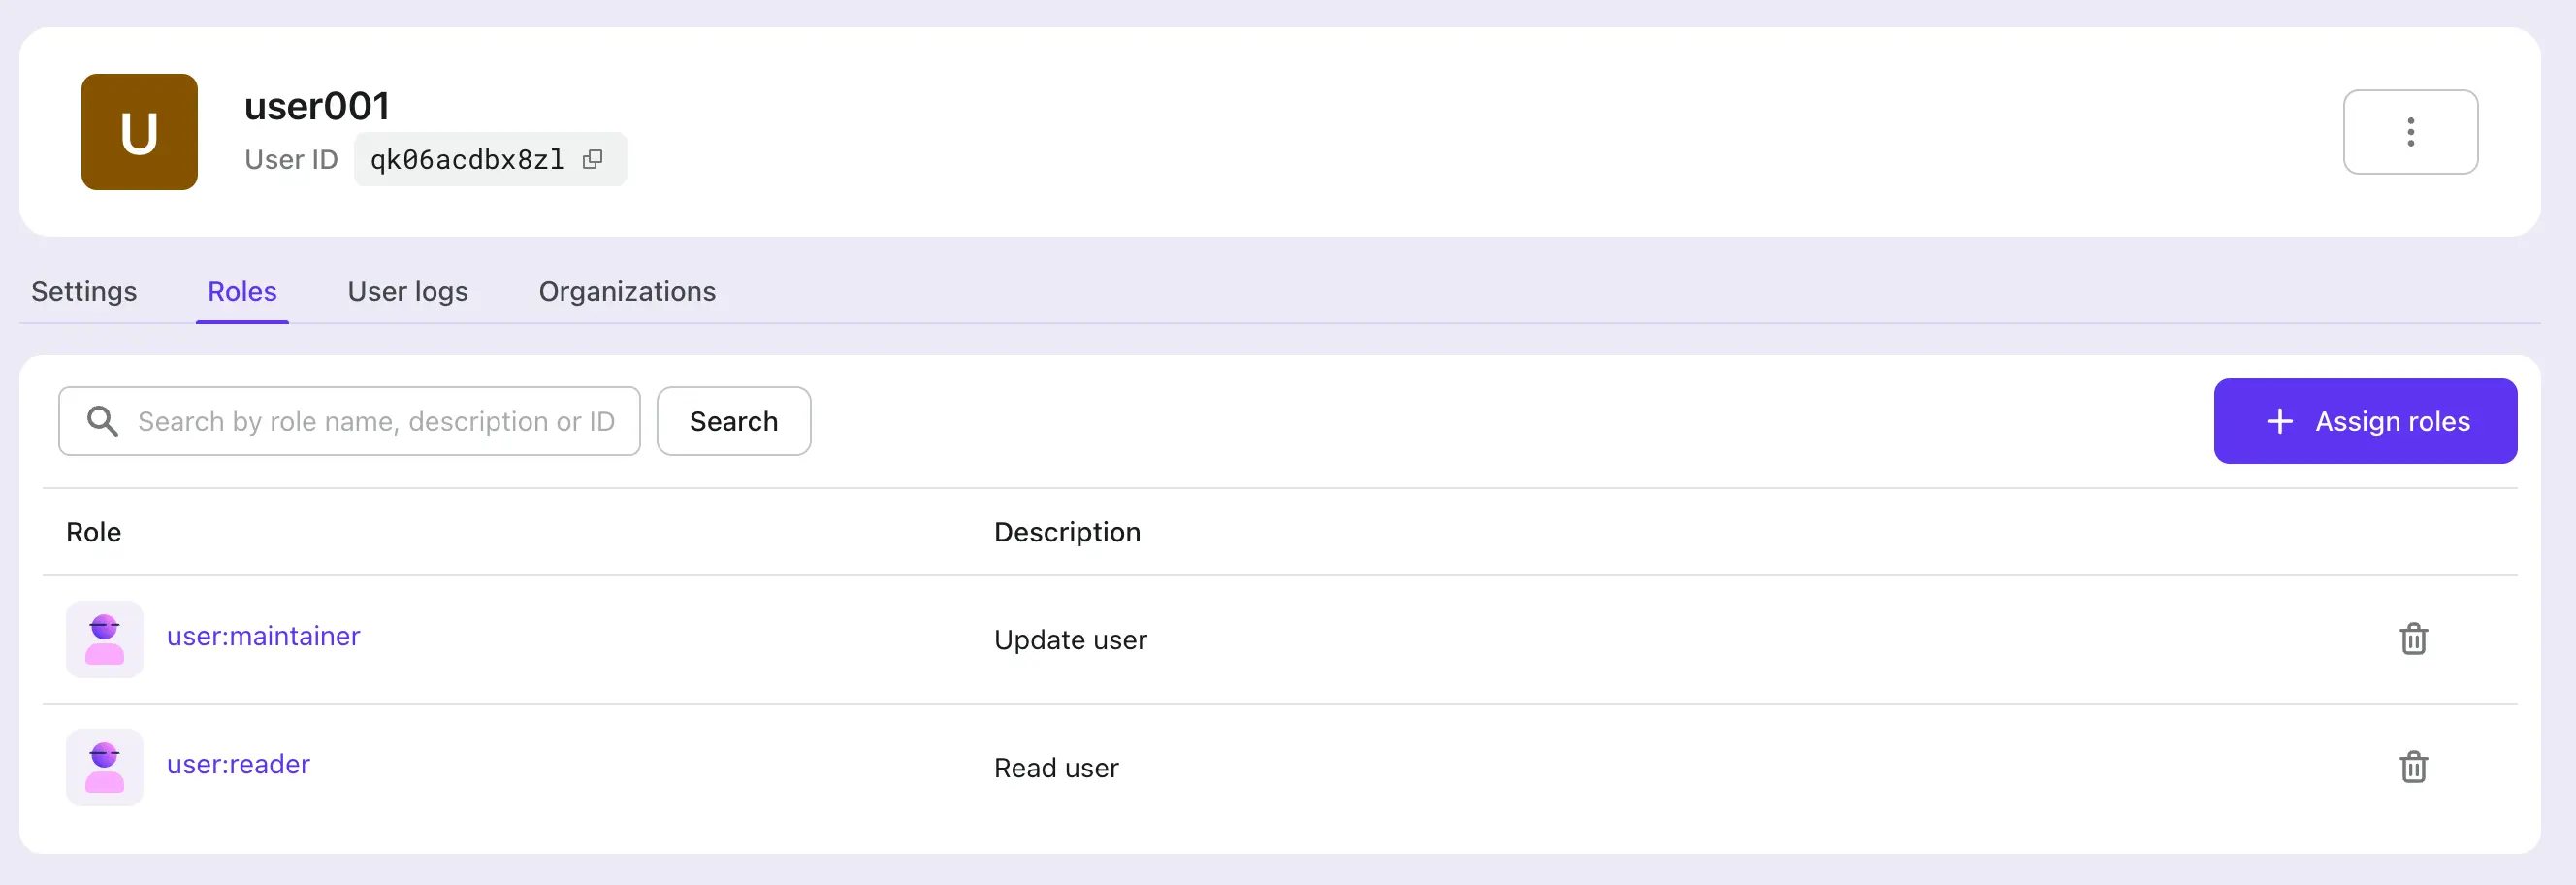 U
user001
User ID qk06acdbx8zl
Settings Roles User logs Organizations
Search by role name, description or ID Search + Assign roles
Role Description
user:maintainer Update user
user:reader Read user